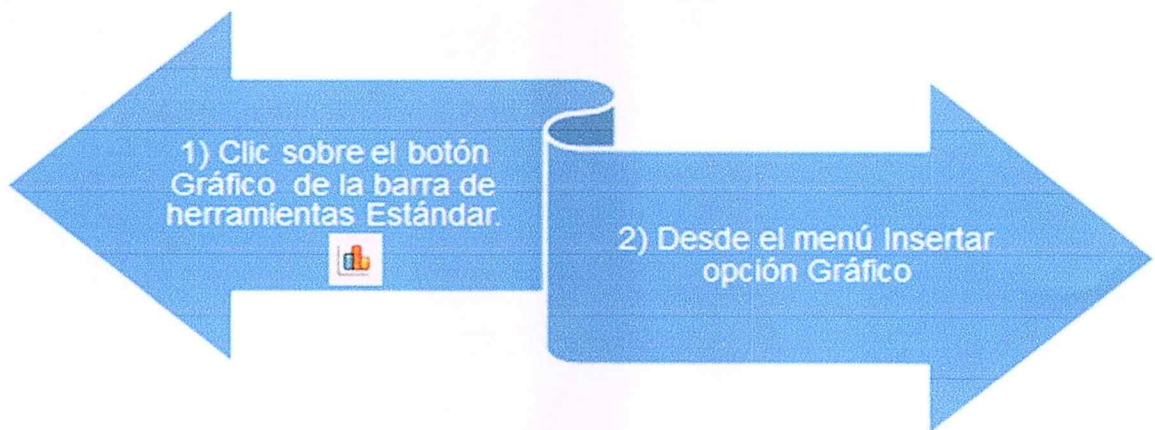 1) Clic sobre el botón
Gráfico de la barra de
herramientas Estándar.
2) Desde el menú Insertar
opción Gráfico